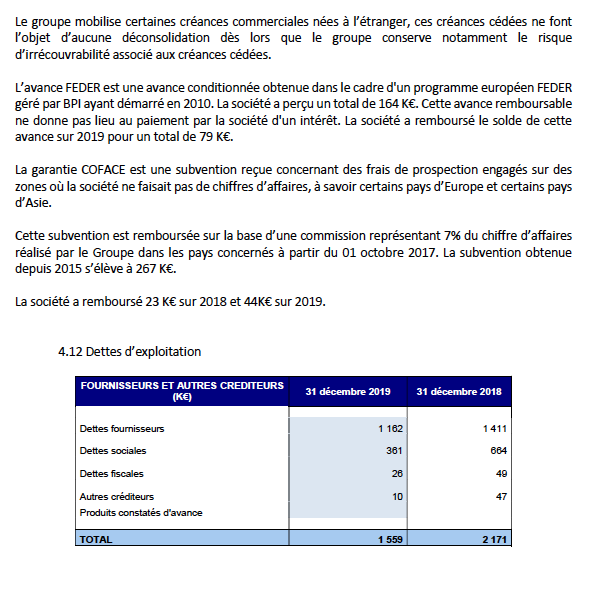 Le groupe mobilise certaines créances commerciales nées à l’étranger, ces créances cédées ne font
l’objet d’aucune déconsolidation dès lors que le groupe conserve notamment le risque
d’irrécouvrabilité associé aux créances cédées.
L’avance FEDER est une avance conditionnée obtenue dans le cadre d'un programme européen FEDER
géré par BPI ayant démarré en 2010. La société a perçu un total de 164 K€. Cette avance remboursable
ne donne pas lieu au paiement par la société d'un intérêt. La société a remboursé le solde de cette
avance sur 2019 pour un total de 79 K€.
La garantie COFACE est une subvention reçue concernant des frais de prospection engagés sur des
zones où la société ne faisait pas de chiffres d’affaires, à savoir certains pays d’Europe et certains pays
d’Asie.
Cette subvention est remboursée sur la base d’une commission représentant 7% du chiffre d’affaires
réalisé par le Groupe dans les pays concernés à partir du 01 octobre 2017. La subvention obtenue
depuis 2015 s’élève à 267 K€.
La société a remboursé 23 K€ sur 2018 et 44K€ sur 2019.
4.12 Dettes d’exploitation
FOURNISSEURS ET AUTRES CREDITEURS
(K€) 31 décembre 2019 31 décembre 2018
Dettes fournisseurs 1 162 1 411
Dettes sociales 361 664
Dettes fiscales 26 49
Autres créditeurs 10 47
Produits constatés d'avance
TOTAL 1 559 2 171